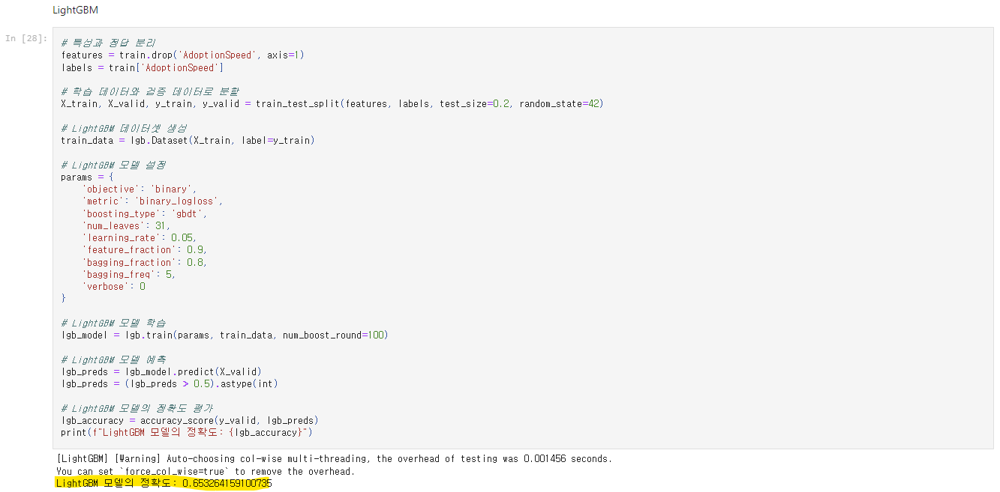 LightGBM
In [28]:
# 특성과 정답 분리
features = train.drop('AdoptionSpeed', axis=1)
labels = train['AdoptionSpeed']
# 학습 데이터와 검증 데이터로 분할
X_train, X_valid, y_train, y_valid = train_test_split(features, labels, test_size=0.2, random_state=42)
# LightGBM 데이터셋 생성
train_data = lgb.Dataset(X_train, label=y_train)
# LightGBM 모델 설정
params = {
'objective': 'binary',
'metric': 'binary_logloss',
'boosting_type': 'gbdt',
'num_leaves': 31,
'learning_rate': 0.05,
'feature_fraction': 0.9,
'bagging_fraction': 0.8,
'bagging_freq': 5,
'verbose': 0
}
# LightGBM 모델 학습
lgb_model = lgb.train(params, train_data, num_boost_round=100)
# LightGBM 모델 예측
lgb_preds = lgb_model.predict(X_valid)
lgb_preds = (lgb_preds > 0.5).astype(int)
# LightGBM 모델의 정확도 평가
lgb_accuracy = accuracy_score(y_valid, lgb_preds)
print(f"LightGBM 모델의 정확도: {lgb_accuracy}")
[LightGBM] [Warning] Auto-choosing col-wise multi-threading, the overhead of testing was 0.001456 seconds.
You can set `force_col_wise=true` to remove the overhead.
LightGBM 모델의 정확도: 0.653264159100735